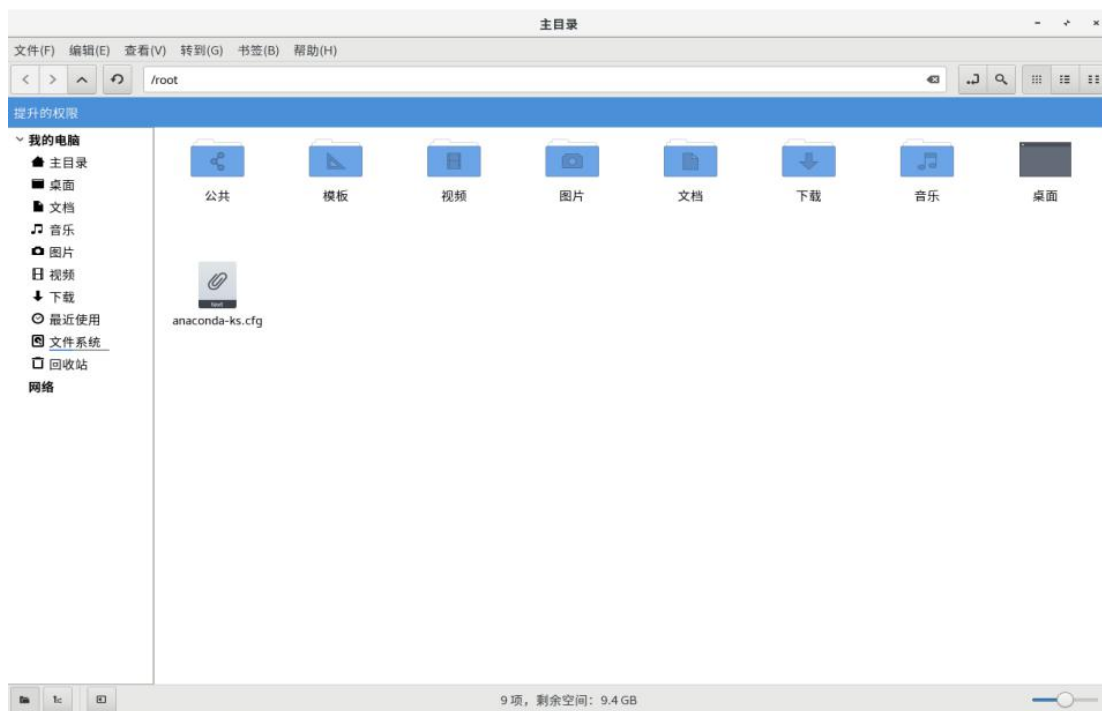 主目录
文件(F) 编辑(E) 查看(V) 转到(G) 书签(B) 帮助(H)
/root
提升的权限
我的电脑
主目录
桌面
文档
音乐
图片
视频
下载
最近使用
文件系统
回收站
网络
公共 模板 视频 图片 文档 下载 音乐 桌面
anaconda-ks.cfg
9 项，剩余空间：9.4 GB